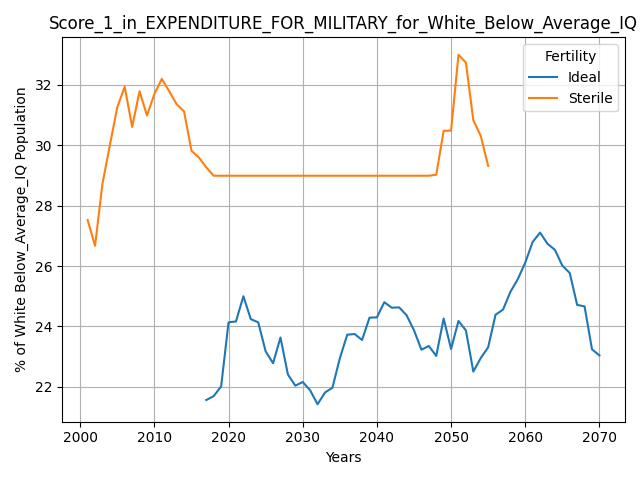 Score_1_in_EXPENDITURE_FOR_MILITARY_for_White_Below_Average_IQ
% of White Below_Average_IQ Population
32
30
28
26
24
22
Fertility
Ideal
Sterile
2000 2010 2020 2030 2040 2050 2060 2070
Years